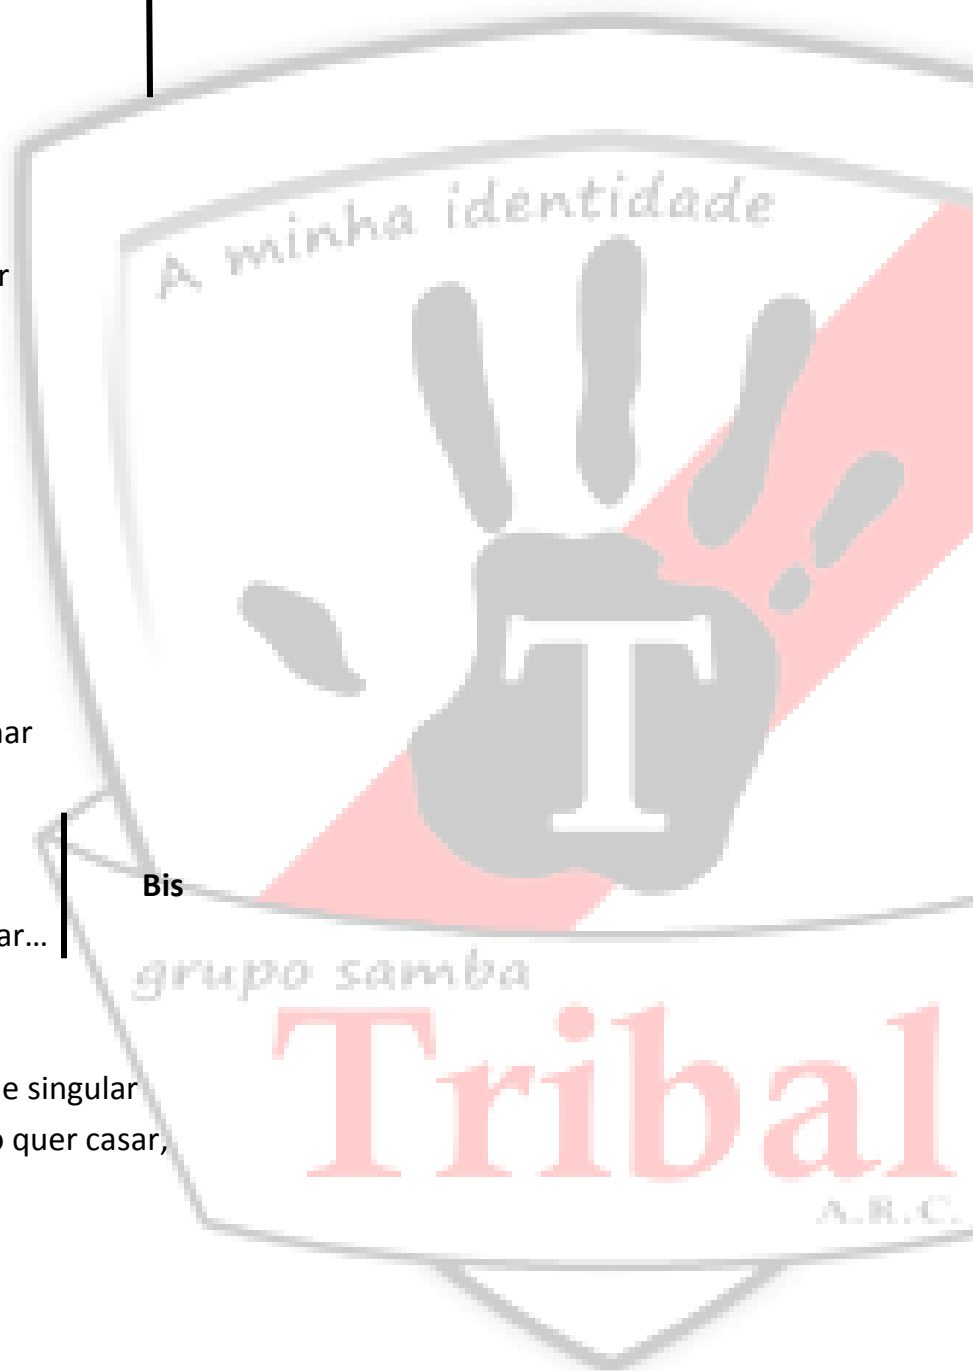 A minha identidade
r
T
ar
Bis
ar...
grupo samba
Tribal
A.R.C.
e singular
quer casar,